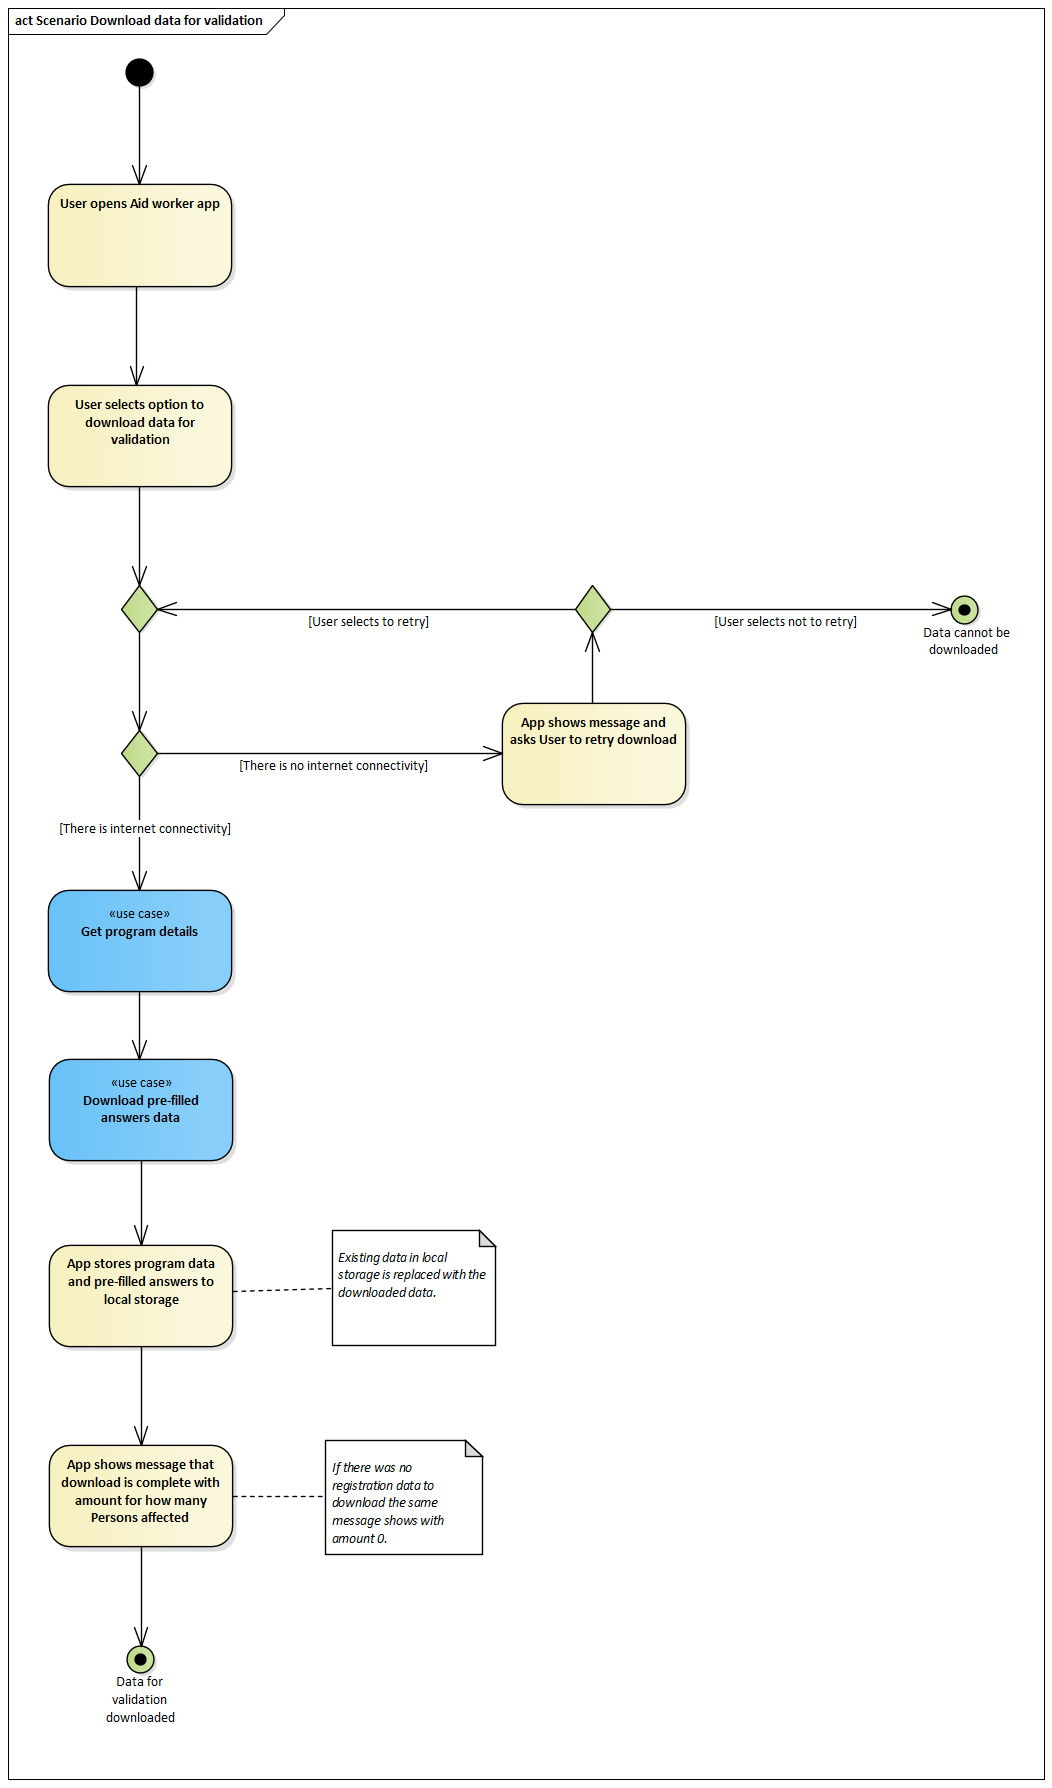 act Scenario Download data for validation
User opens Aid worker app
User selects option to
download data for
validation
[User selects to retry]
[User selects not to retry]
Data cannot be
downloaded
App shows message and
asks User to retry download
[There is no internet connectivity]
[There is internet connectivity]
«use case»
Get program details
«use case»
Download pre-filled
answers data
App stores program data
and pre-filled answers to
local storage
Existing data in local
storage is replaced with the
downloaded data.
App shows message that
download is complete with
amount for how many
Persons affected
If there was no
registration data to
download the same
message shows with
amount 0.
Data for
validation
downloaded